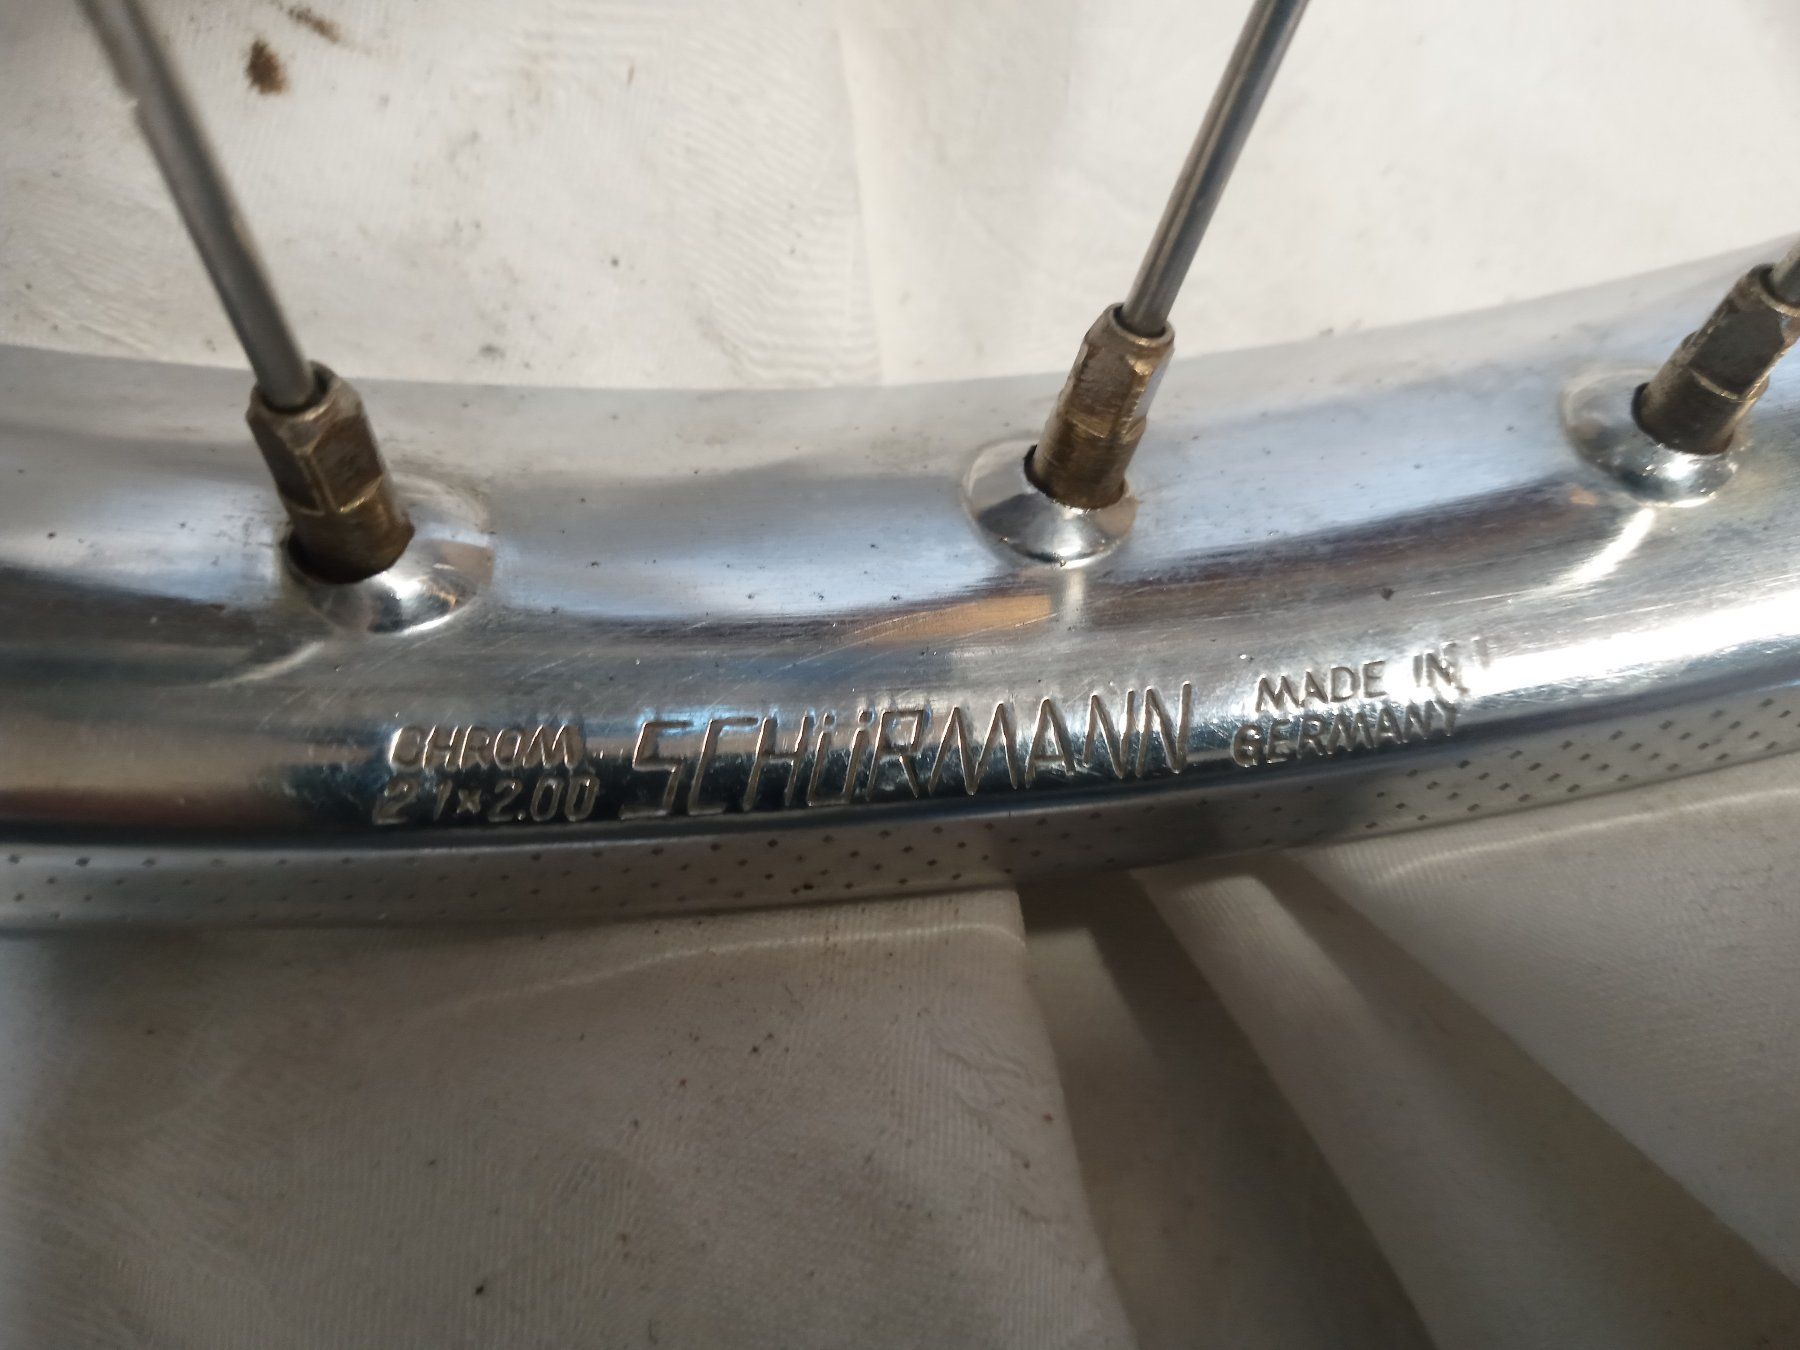 CHROM
21×2.00
SCHÜRMANN
MADE IN
GERMANY